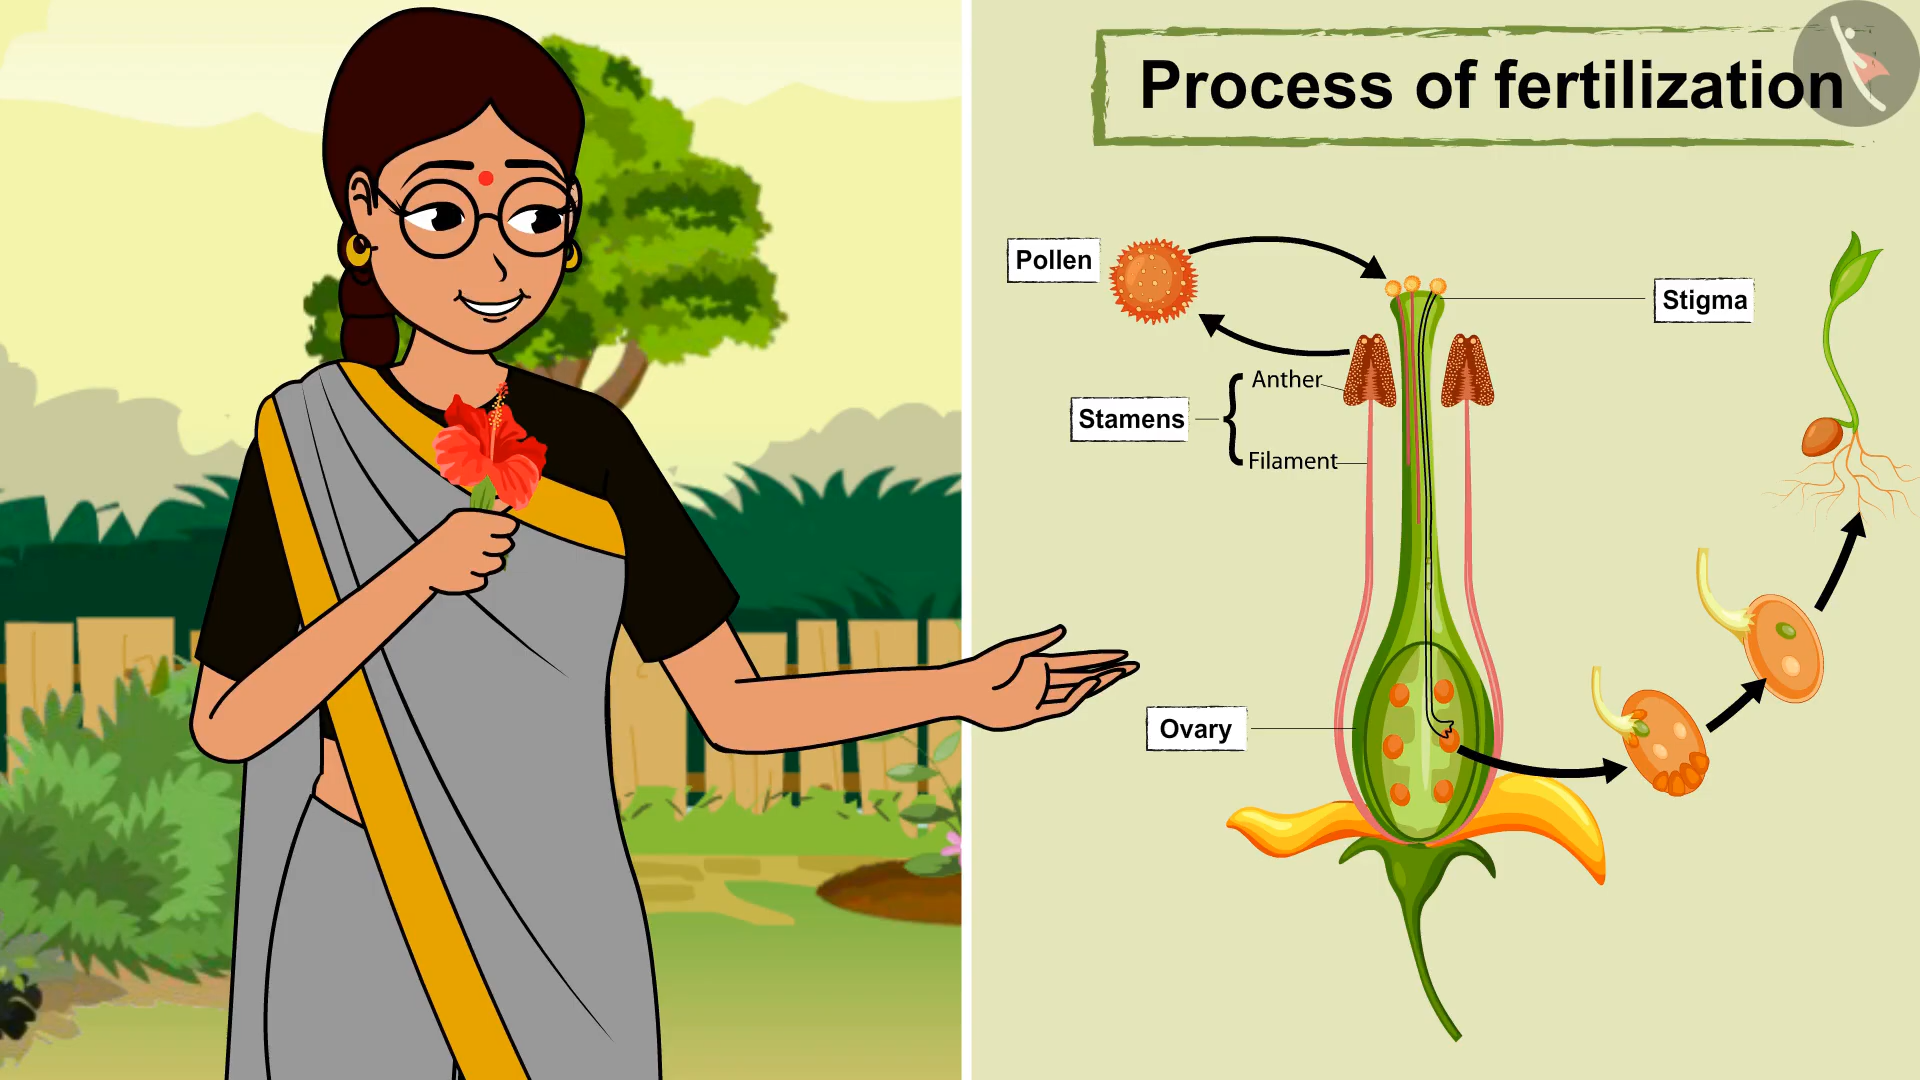 Process of fertilization
Pollen
Stigma
Anther
Stamens
Filament
Ovary